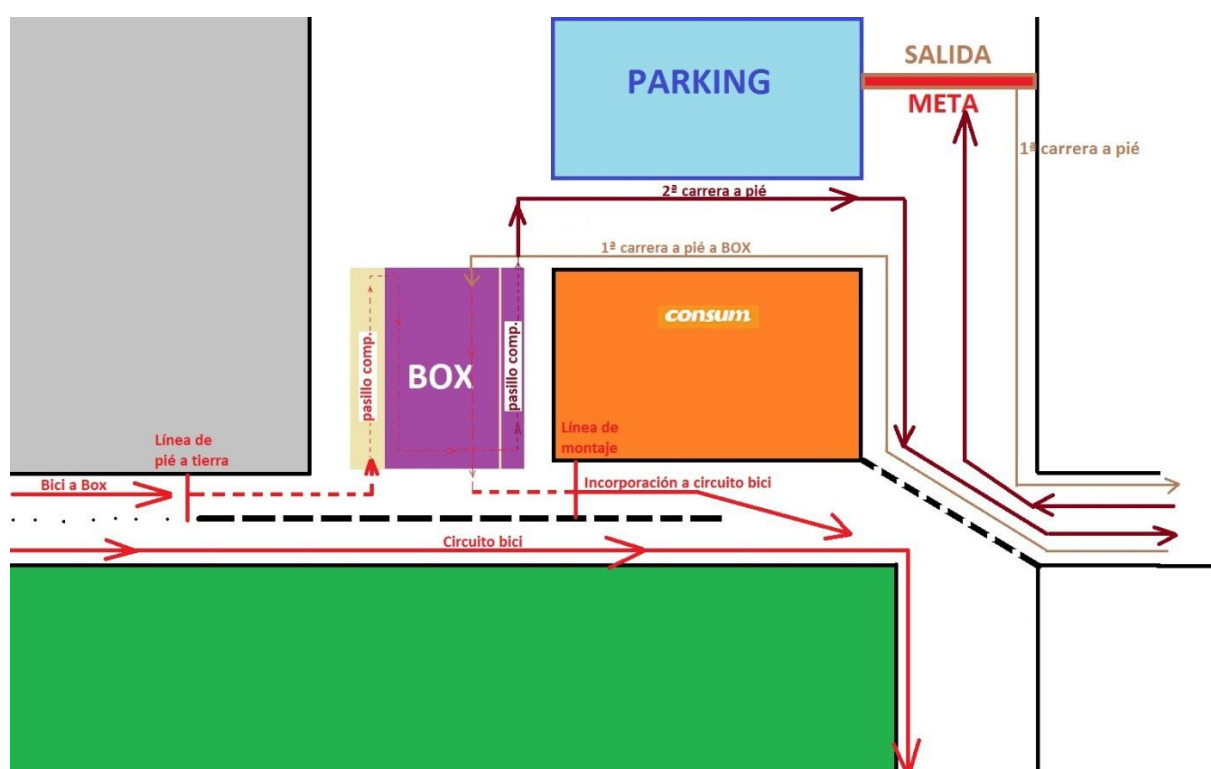 SALIDA
PARKING
META
1ª carrera a pié
2ª carrera a pié
1ª carrera a pié a BOX
consum
pasillo comp.
BOX
pasillo comp.
Línea de
pié a tierra
Línea de
montaje
Bici a Box
Incorporación a circuito bici
Circuito bici